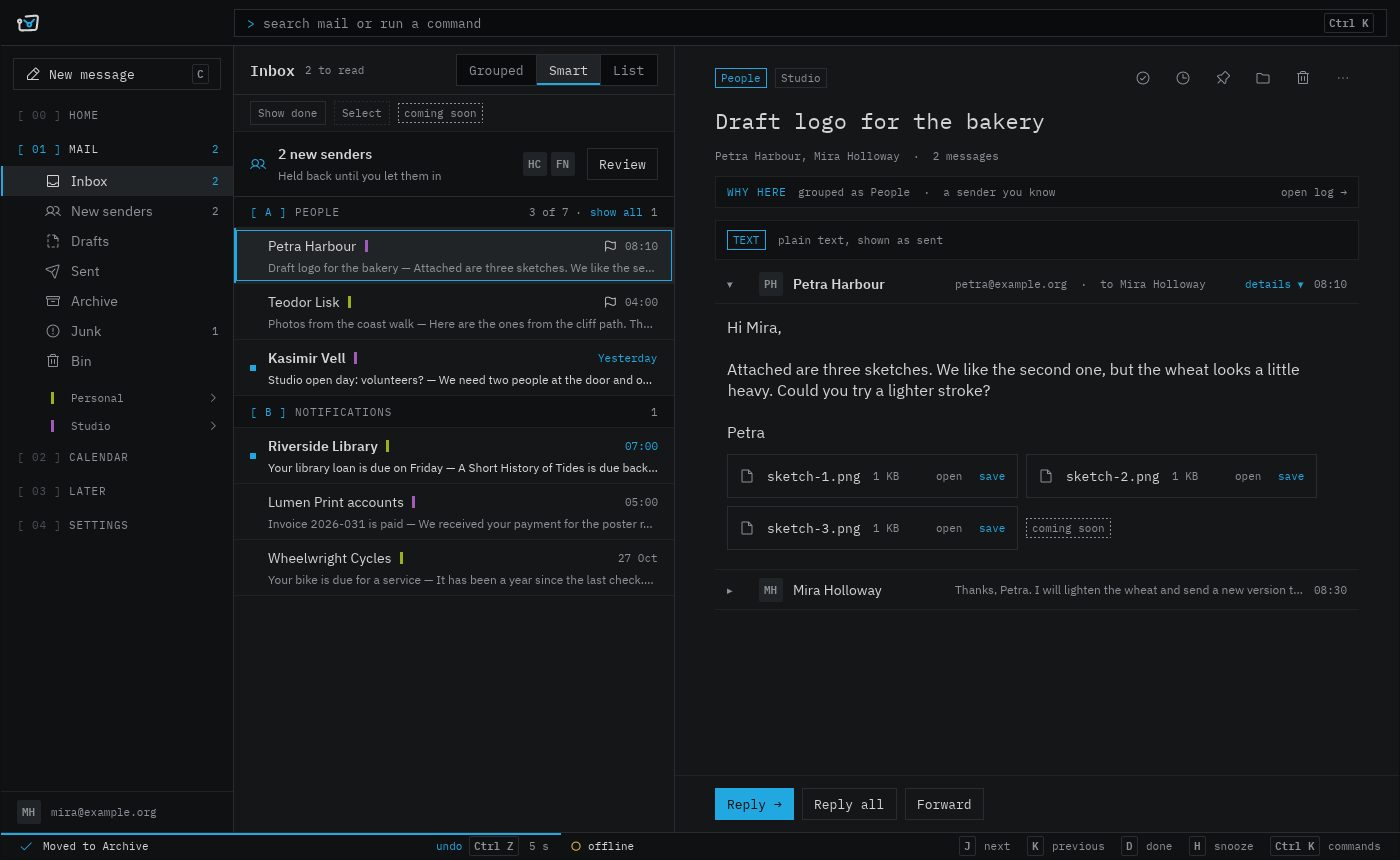 > search mail or run a command Ctrl K
New message C
[ 00 ] HOME
[ 01 ] MAIL 2
Inbox 2
New senders 2
Drafts
Sent
Archive
Junk 1
Bin
Personal
Studio
[ 02 ] CALENDAR
[ 03 ] LATER
[ 04 ] SETTINGS
MH mira@example.org
Inbox 2 to read Grouped Smart List
Show done Select coming soon
2 new senders
Held back until you let them in
HC FN Review
[ A ] PEOPLE 3 of 7 · show all 1
Petra Harbour 08:10
Draft logo for the bakery — Attached are three sketches. We like the se...
Teodor Lisk 04:00
Photos from the coast walk — Here are the ones from the cliff path. Th...
Kasimir Vell Yesterday
Studio open day: volunteers? — We need two people at the door and o...
[ B ] NOTIFICATIONS 1
Riverside Library 07:00
Your library loan is due on Friday — A Short History of Tides is due back...
Lumen Print accounts 05:00
Invoice 2026-031 is paid — We received your payment for the poster r...
Wheelwright Cycles 27 Oct
Your bike is due for a service — It has been a year since the last check....
People Studio
Draft logo for the bakery
Petra Harbour, Mira Holloway · 2 messages
WHY HERE grouped as People · a sender you know open log →
TEXT plain text, shown as sent
▾ PH Petra Harbour petra@example.org · to Mira Holloway details ▾ 08:10
Hi Mira,
Attached are three sketches. We like the second one, but the wheat looks a little
heavy. Could you try a lighter stroke?
Petra
sketch-1.png 1 KB open save
sketch-2.png 1 KB open save
sketch-3.png 1 KB open save
coming soon
▸ MH Mira Holloway Thanks, Petra. I will lighten the wheat and send a new version t... 08:30
Reply → Reply all Forward
Moved to Archive undo Ctrl Z 5 s offline J next K previous D done H snooze Ctrl K commands